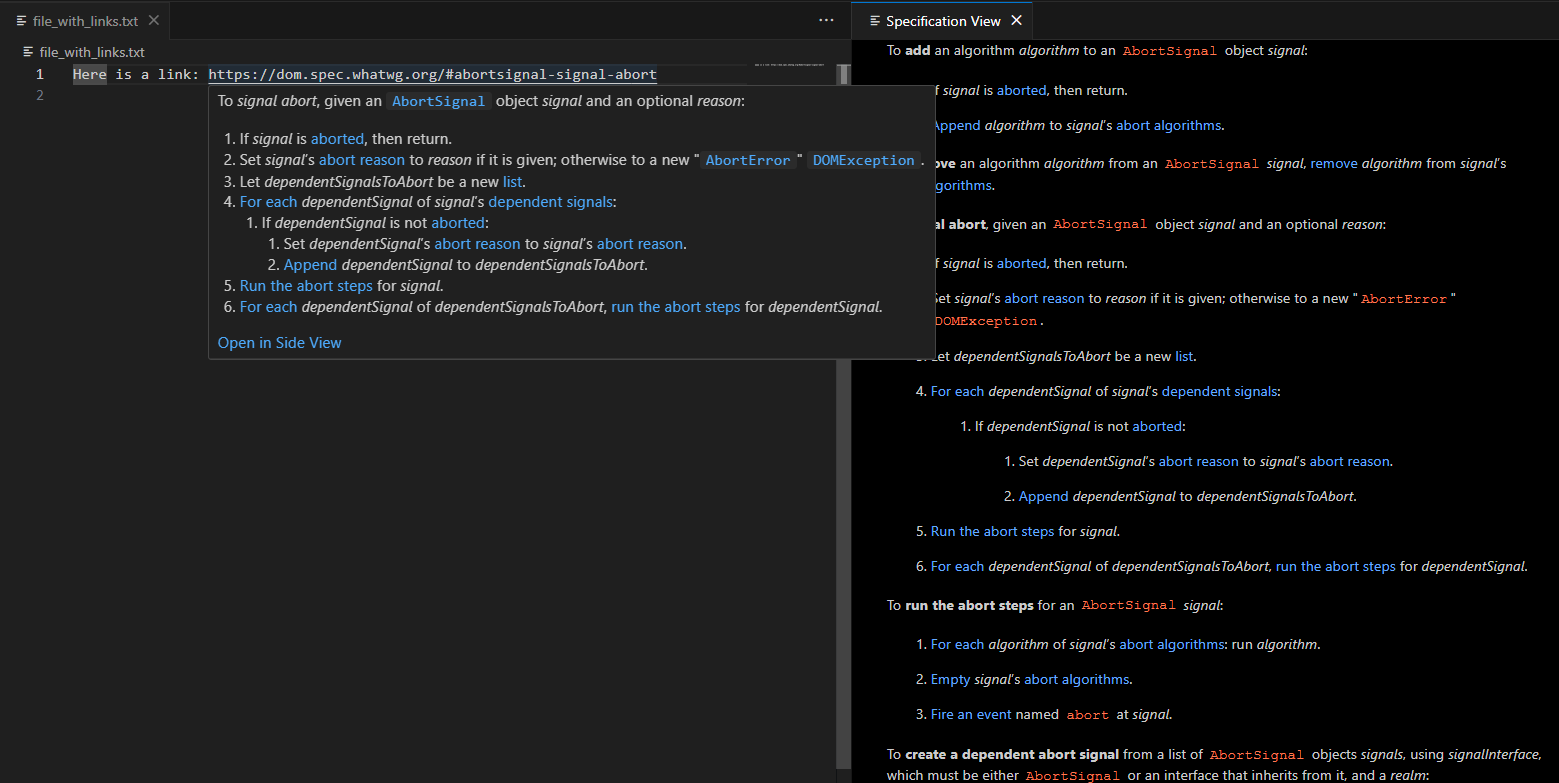 file_with_links.txt
file_with_links.txt
1 Here is a link: https://dom.spec.whatwg.org/#abortsignal-signal-abort
2
To signal abort, given an AbortSignal object signal and an optional reason:
1. If signal is aborted, then return.
2. Set signal's abort reason to reason if it is given; otherwise to a new "AbortError" DOMException.
3. Let dependentSignalsToAbort be a new list.
4. For each dependentSignal of signal's dependent signals:
1. If dependentSignal is not aborted:
1. Set dependentSignal's abort reason to signal's abort reason.
2. Append dependentSignal to dependentSignalsToAbort.
5. Run the abort steps for signal.
6. For each dependentSignal of dependentSignalsToAbort, run the abort steps for dependentSignal.
Open in Side View
Specification View
To add an algorithm algorithm to an AbortSignal object signal:
signal is aborted, then return.
Append algorithm to signal's abort algorithms.
an algorithm algorithm from an AbortSignal signal, remove algorithm from signal's
abort, given an AbortSignal object signal and an optional reason:
signal is aborted, then return.
Set signal's abort reason to reason if it is given; otherwise to a new "AbortError"
DOMException.
Let dependentSignalsToAbort be a new list.
4. For each dependentSignal of signal's dependent signals:
1. If dependentSignal is not aborted:
1. Set dependentSignal's abort reason to signal's abort reason.
2. Append dependentSignal to dependentSignalsToAbort.
5. Run the abort steps for signal.
6. For each dependentSignal of dependentSignalsToAbort, run the abort steps for dependentSignal.
To run the abort steps for an AbortSignal signal:
1. For each algorithm of signal's abort algorithms: run algorithm.
2. Empty signal's abort algorithms.
3. Fire an event named abort at signal.
To create a dependent abort signal from a list of AbortSignal objects signals, using signalInterface,
which must be either AbortSignal or an interface that inherits from it, and a realm: